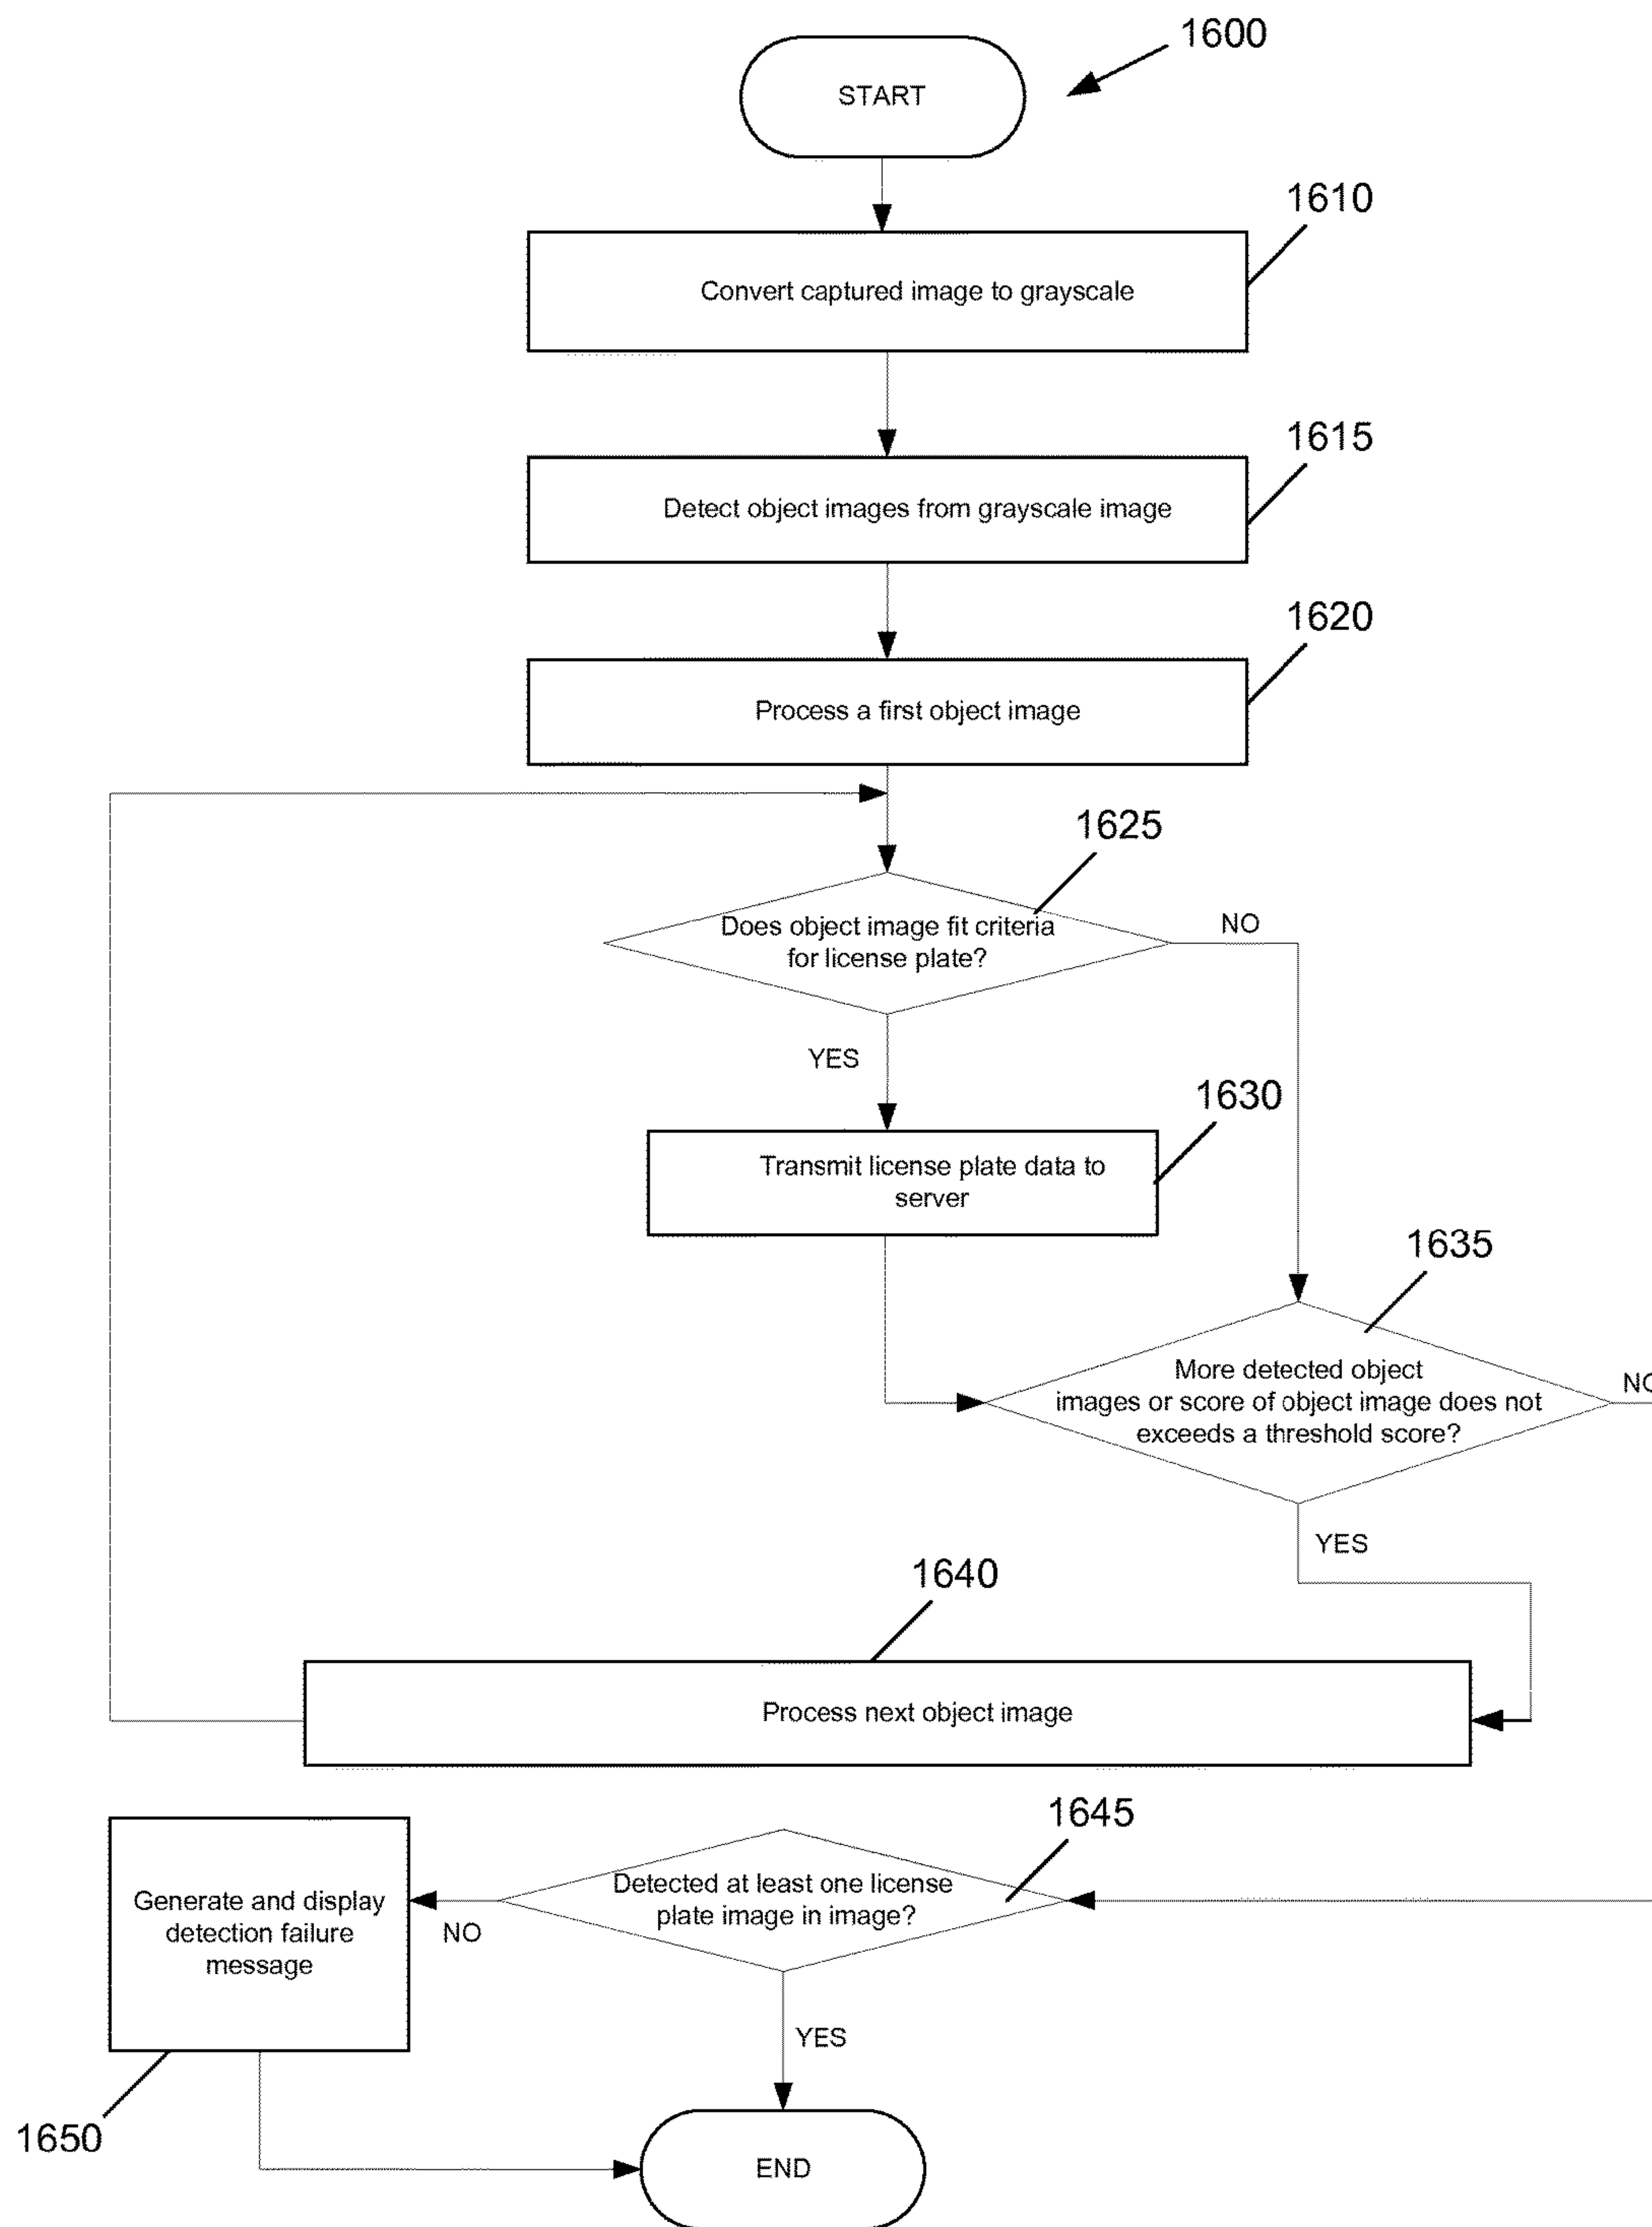 1600
START
1610
Convert captured image to grayscale
1615
Detect object images from grayscale image
1620
Process a first object image
1625
Does object image fit criteria
for license plate?
NO
YES
1630
Transmit license plate data to
server
1635
More detected object
images or score of object image does not
exceeds a threshold score?
NO
YES
1640
Process next object image
1645
Detected at least one license
plate image in image?
Generate and display
detection failure
message
NO
YES
1650
END